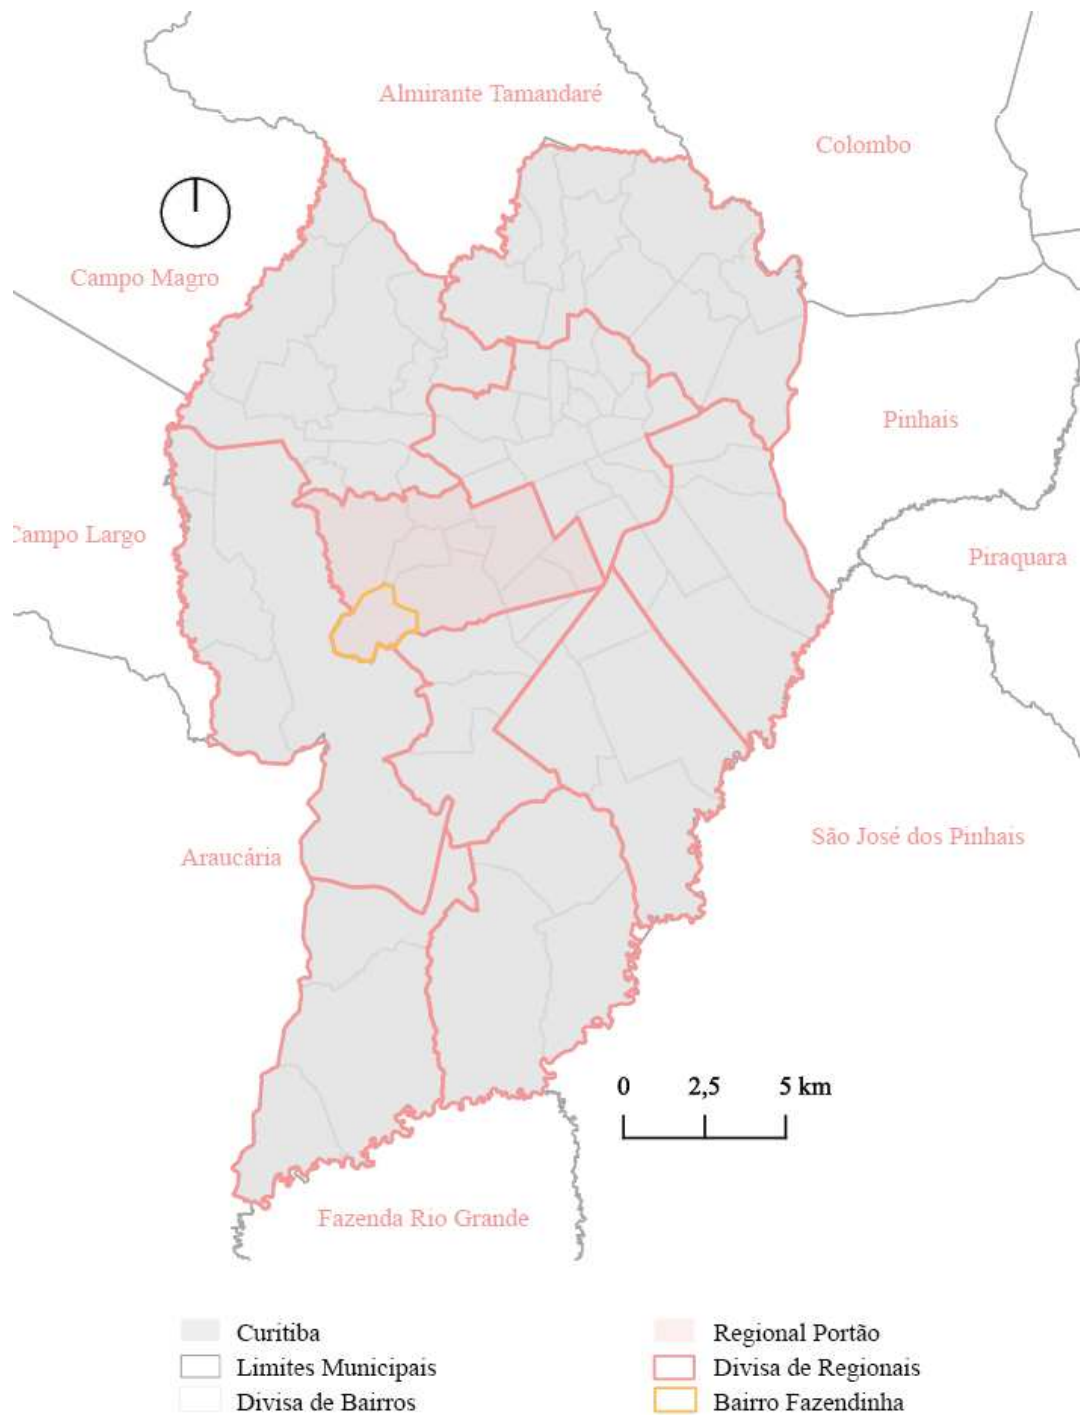 Almirante Tamandaré
Colombo
Campo Magro
Pinhais
Campo Largo
Piraquara
São José dos Pinhais
Araucária
0 2,5 5 km
Fazenda Rio Grande
Curitiba
Limites Municipais
Divisa de Bairros
Regional Portão
Divisa de Regionais
Bairro Fazendinha